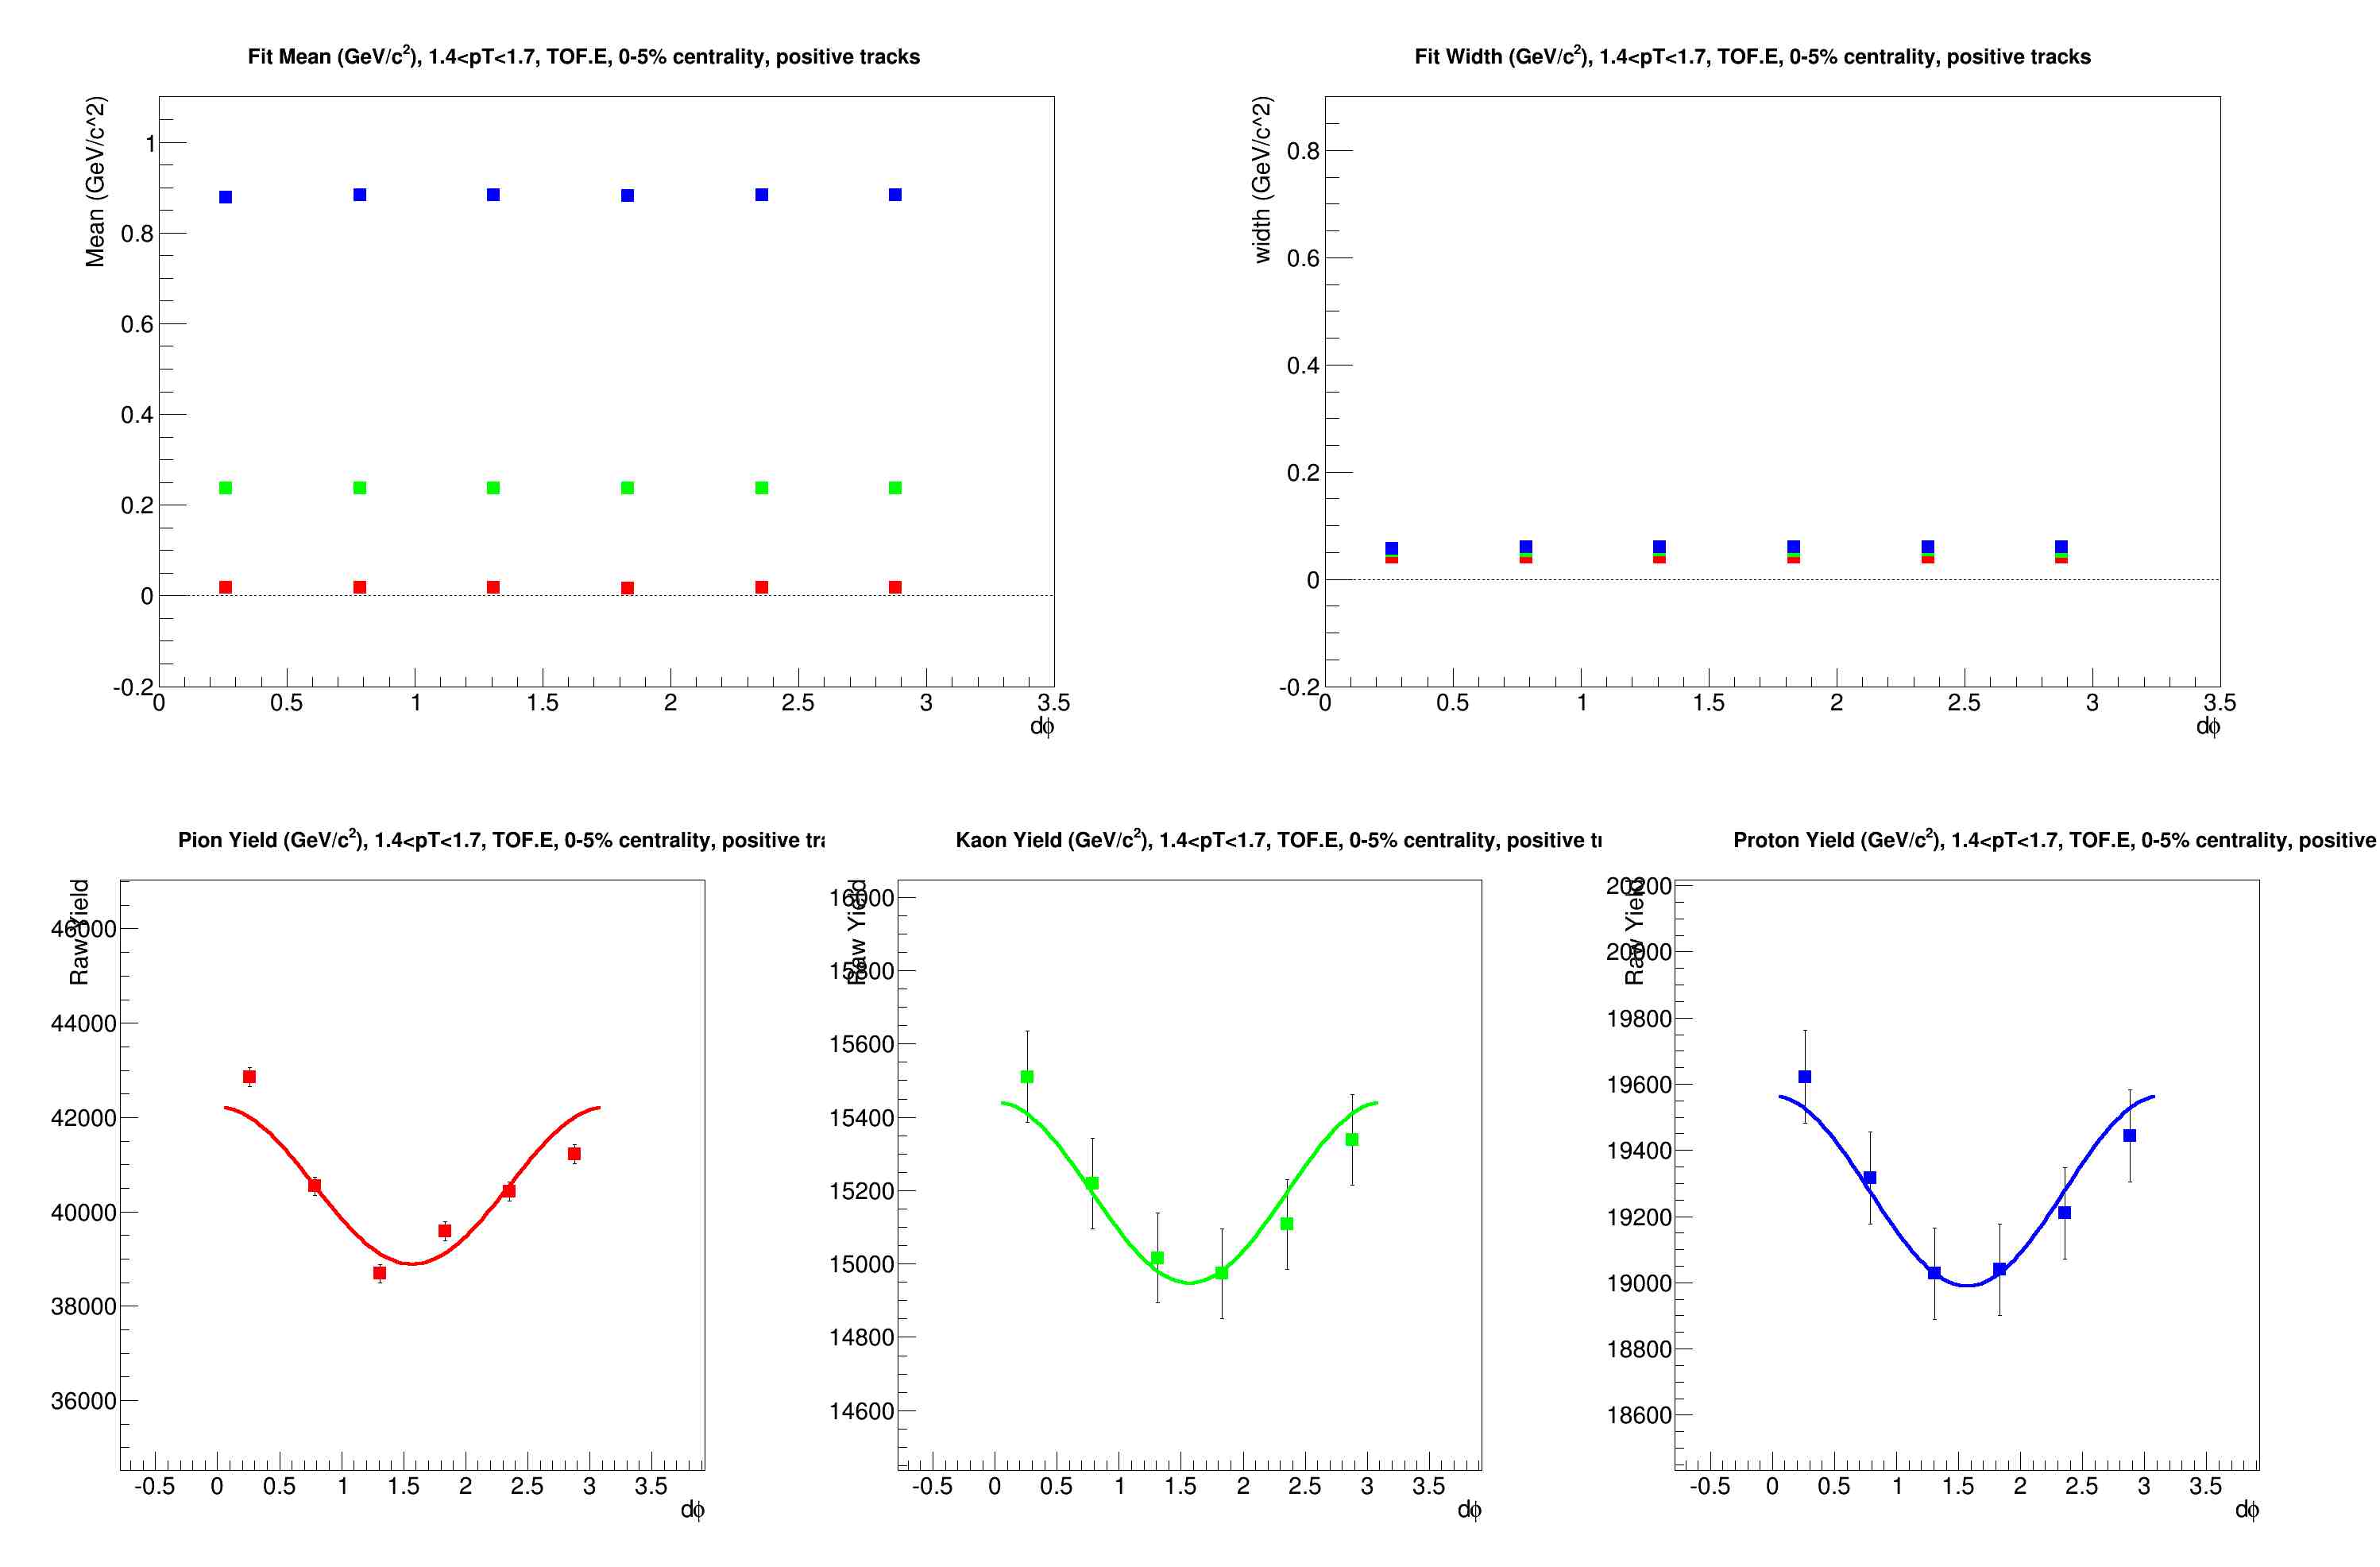 Fit Mean (GeV/c2), 1.4<pT<1.7, TOF.E, 0-5% centrality, positive tracks
Mean (GeV/c^2)
1
0.8
0.6
0.4
0.2
0
-0.2
0 0.5 1 1.5 2 2.5 3 3.5
dϕ
Fit Width (GeV/c2), 1.4<pT<1.7, TOF.E, 0-5% centrality, positive tracks
width (GeV/c^2)
0.8
0.6
0.4
0.2
0
-0.2
0 0.5 1 1.5 2 2.5 3 3.5
dϕ
Pion Yield (GeV/c2), 1.4<pT<1.7, TOF.E, 0-5% centrality, positive
Raw Yield
46000
44000
42000
40000
38000
36000
-0.5 0 0.5 1 1.5 2 2.5 3 3.5
dϕ
Kaon Yield (GeV/c2), 1.4<pT<1.7, TOF.E, 0-5% centrality, positive
Raw Yield
16000
15800
15600
15400
15200
15000
14800
14600
-0.5 0 0.5 1 1.5 2 2.5 3 3.5
dϕ
Proton Yield (GeV/c2), 1.4<pT<1.7, TOF.E, 0-5% centrality, positive
Raw Yield
20200
20000
19800
19600
19400
19200
19000
18800
18600
-0.5 0 0.5 1 1.5 2 2.5 3 3.5
dϕ